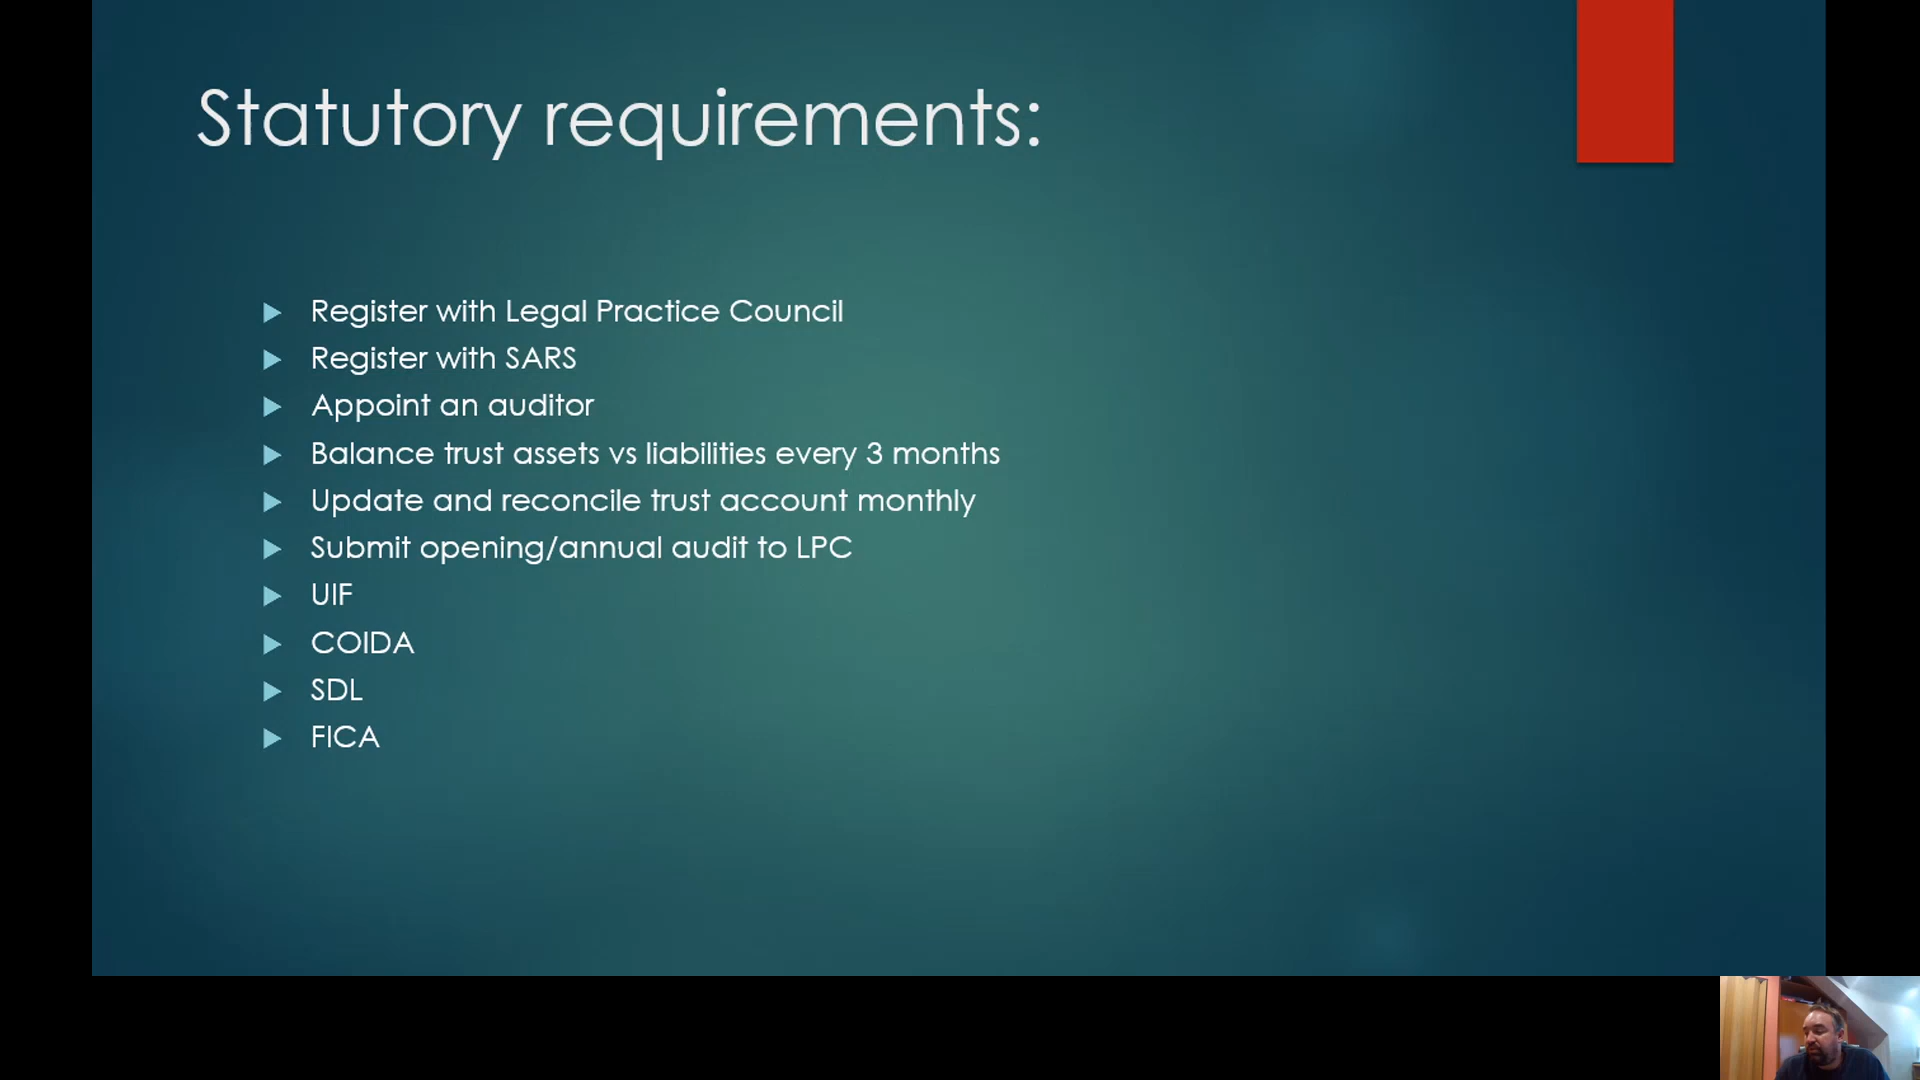 Statutory requirements:
Register with Legal Practice Council
Register with SARS
Appoint an auditor
Balance trust assets vs liabilities every 3 months
Update and reconcile trust account monthly
Submit opening/annual audit to LPC
UIF
COIDA
SDL
FICA